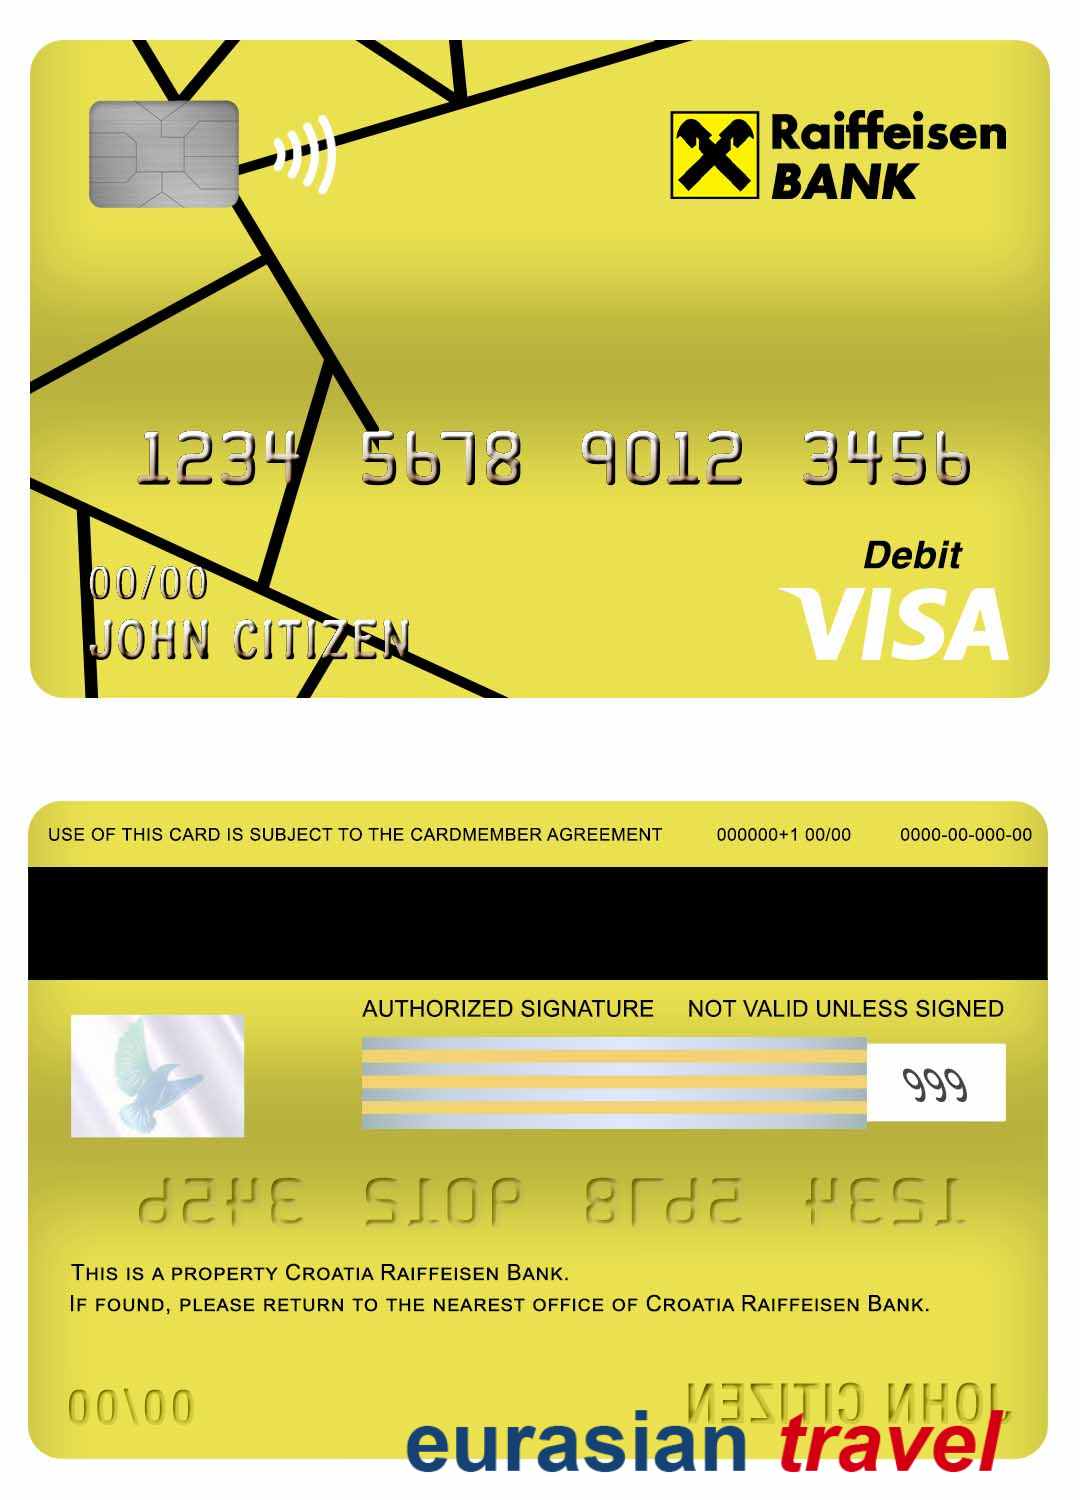 Raiffeisen
BANK
1234 5678 9012 3456
Debit
VISA
00/00
JOHN CITIZEN
USE OF THIS CARD IS SUBJECT TO THE CARDMEMBER AGREEMENT 000000+1 00/00 0000-00-000-00
AUTHORIZED SIGNATURE NOT VALID UNLESS SIGNED
999
1234 5678 9012 3456
THIS IS A PROPERTY CROATIA RAIFFEISEN BANK.
IF FOUND, PLEASE RETURN TO THE NEAREST OFFICE OF CROATIA RAIFFEISEN BANK.
00/00 JOHN CITIZEN
eurasian travel